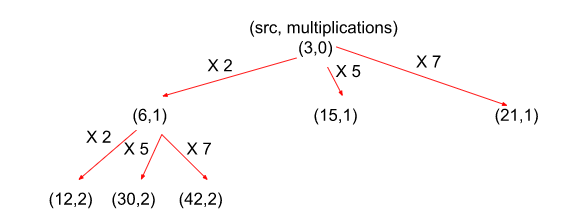 (src, multiplications)
(3,0)
X 2
X 5
X 7
(6,1)
(15,1)
(21,1)
X 2
X 5
X 7
(12,2)
(30,2)
(42,2)